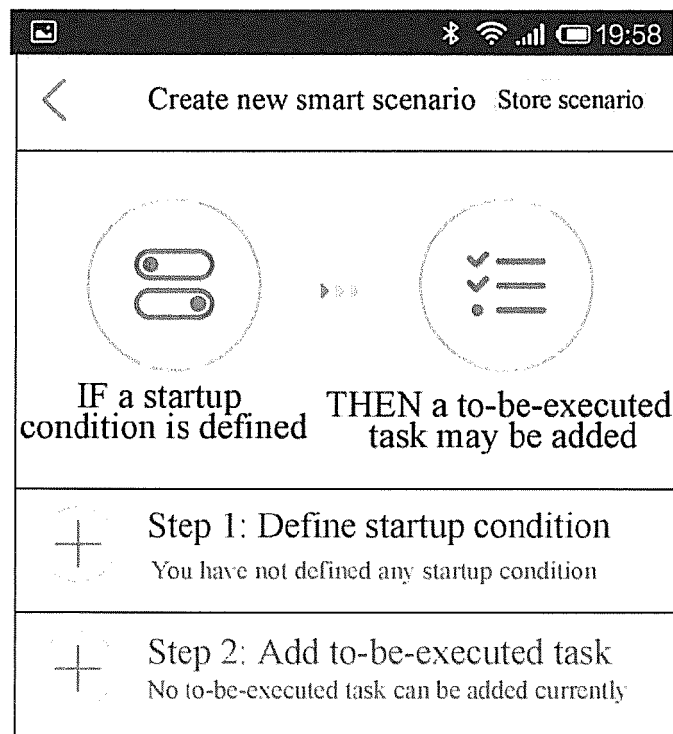 19:58
Create new smart scenario Store scenario
IF a startup
condition is defined
THEN a to-be-executed
task may be added
Step 1: Define startup condition
You have not defined any startup condition
Step 2: Add to-be-executed task
No to-be-executed task can be added currently